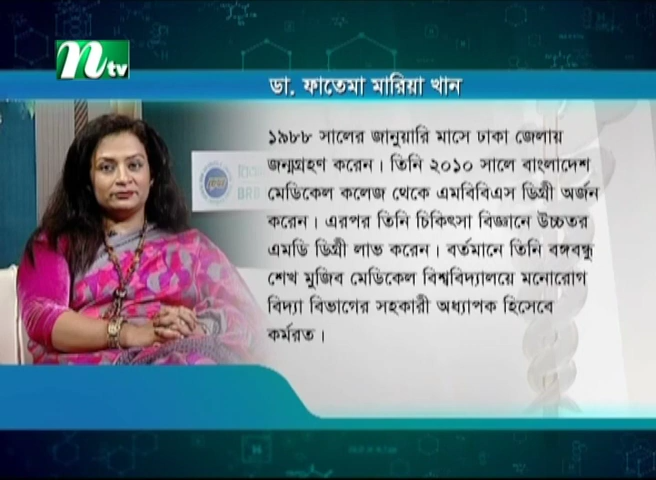 ntv
ডা. ফাতেমা মারিয়া খান
১৯৮৮ সালের জানুয়ারি মাসে ঢাকা জেলায়
জন্মগ্রহণ করেন। তিনি ২০১০ সালে বাংলাদেশ
মেডিকেল কলেজ থেকে এমবিবিএস ডিগ্রী অর্জন
করেন। এরপর তিনি চিকিৎসা বিজ্ঞানে উচ্চতর
এমডি ডিগ্রী লাভ করেন। বর্তমানে তিনি বঙ্গবন্ধু
শেখ মুজিব মেডিকেল বিশ্ববিদ্যালয়ে মনোরোগ
বিদ্যা বিভাগের সহকারী অধ্যাপক হিসেবে
কর্মরত।
BRB